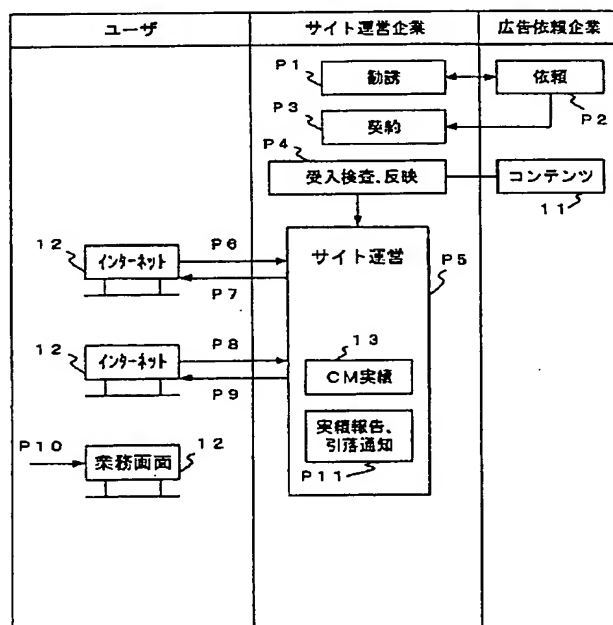 ユーザ
サイト運営企業
広告依頼企業
P1
勧誘
依頼
P2
P3
契約
P4
受入検査、反映
コンテンツ
11
12
インターネット
P6
P7
サイト運営
P5
12
インターネット
P8
P9
13
CM実績
P10
業務画面
12
実績報告、
引落通知
P11